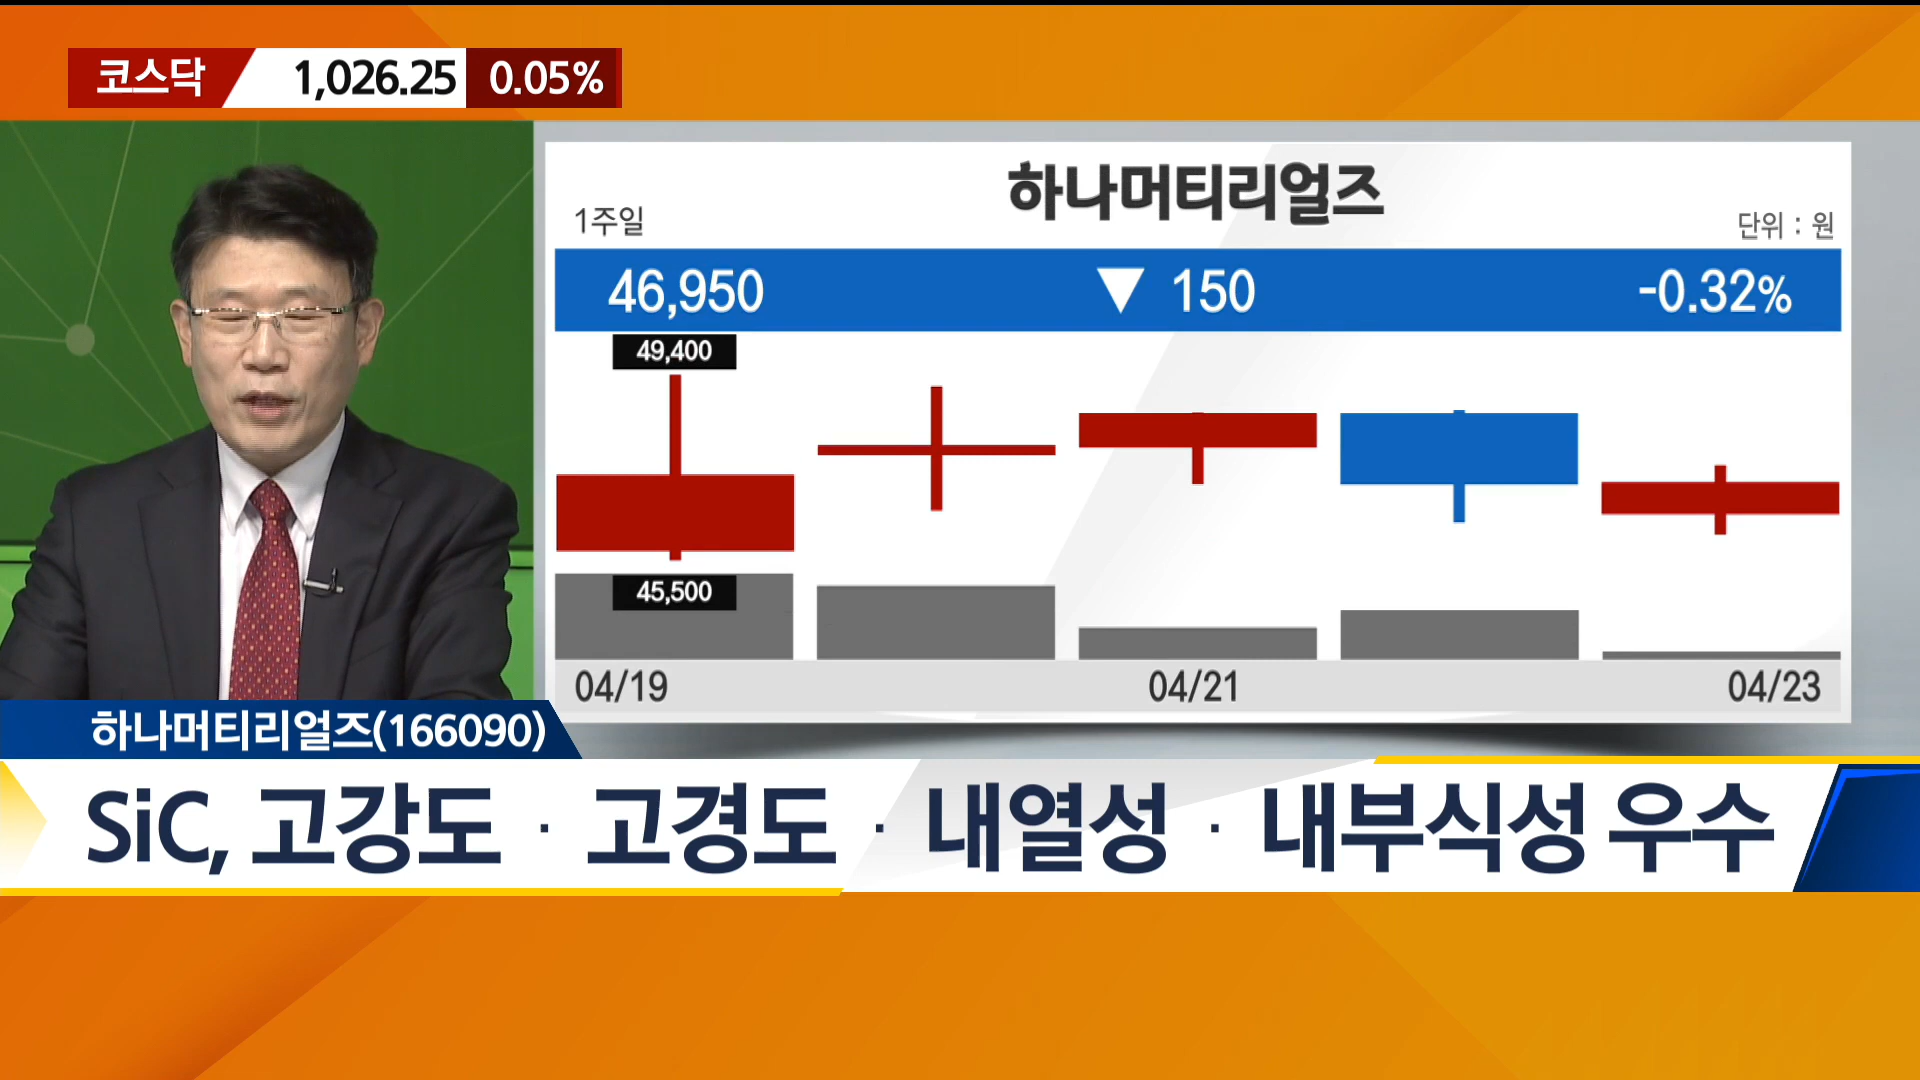 코스닥 1,026.25 0.05%
하나머티리얼즈
1주일
단위 : 원
46,950 ▼ 150 -0.32%
49,400
45,500
04/19 04/21 04/23
하나머티리얼즈(166090)
SiC, 고강도 · 고경도 · 내열성 · 내부식성 우수